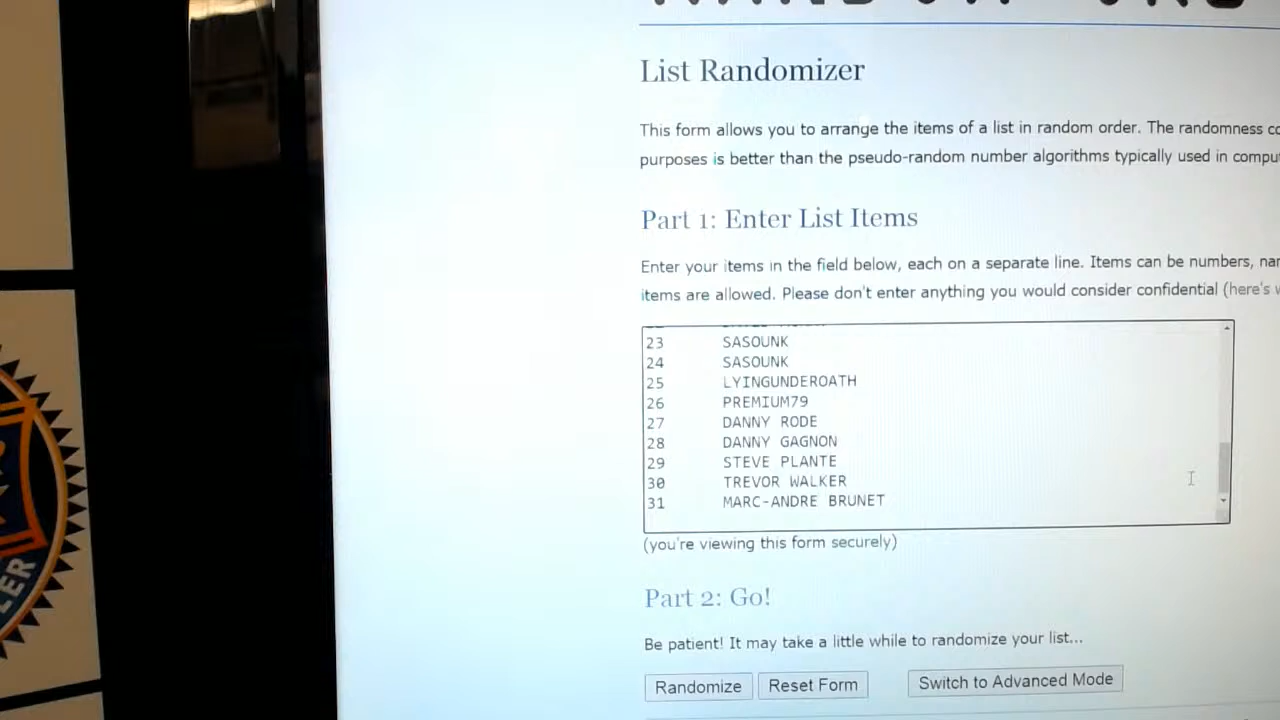 List Randomizer
This form allows you to arrange the items of a list in random order. The randomness
purposes is better than the pseudo-random number algorithms typically used in
Part 1: Enter List Items
Enter your items in the field below, each on a separate line. Items can be numbers,
items are allowed. Please don't enter anything you would consider confidential (here's
23 SASOUNK
24 SASOUNK
25 LYINGUNDEROATH
26 PREMIUM79
27 DANNY RODE
28 DANNY GAGNON
29 STEVE PLANTE
30 TREVOR WALKER
31 MARC-ANDRE BRUNET
(you're viewing this form securely)
Part 2: Go!
Be patient! It may take a little while to randomize your list...
Randomize Reset Form Switch to Advanced Mode